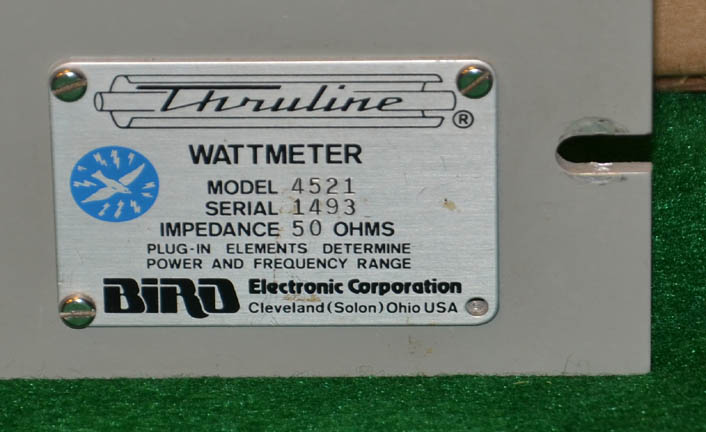 Thruline ®
WATTMETER
MODEL 4521
SERIAL 1493
IMPEDANCE 50 OHMS
PLUG-IN ELEMENTS DETERMINE
POWER AND FREQUENCY RANGE
BIRD Electronic Corporation
Cleveland (Solon) Ohio USA